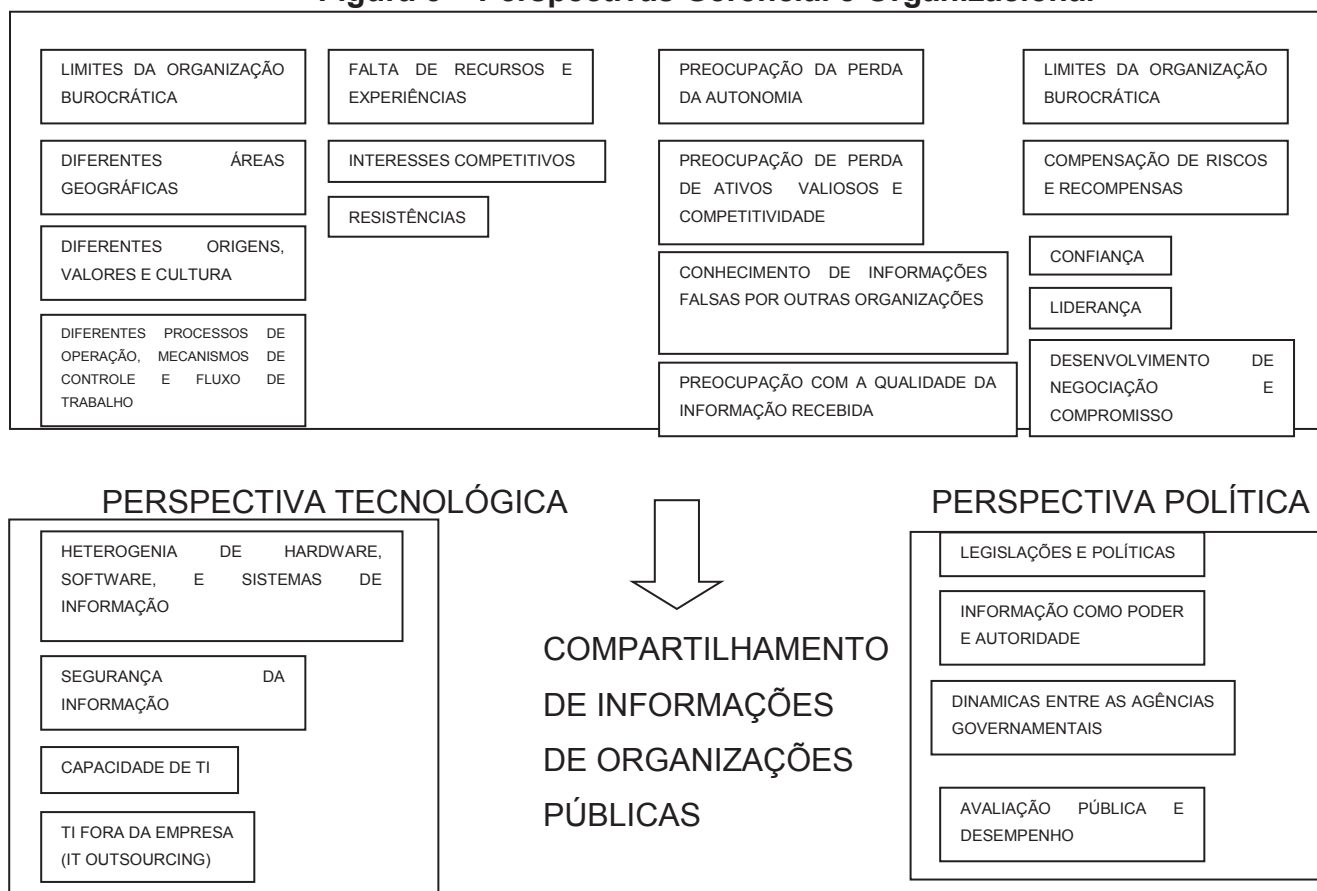 Figura – Perspectivas Gerencial e Organizacional
LIMITES DA ORGANIZAÇÃO
BUROCRÁTICA
DIFERENTES ÁREAS
GEOGRÁFICAS
DIFERENTES ORIGENS,
VALORES E CULTURA
DIFERENTES PROCESSOS DE
OPERAÇÃO, MECANISMOS DE
CONTROLE E FLUXO DE
TRABALHO
FALTA DE RECURSOS E
EXPERIÊNCIAS
INTERESSES COMPETITIVOS
RESISTÊNCIAS
PREOCUPAÇÃO DA PERDA
DA AUTONOMIA
PREOCUPAÇÃO DE PERDA
DE ATIVOS VALIOSOS E
COMPETITIVIDADE
CONHECIMENTO DE INFORMAÇÕES
FALSAS POR OUTRAS ORGANIZAÇÕES
PREOCUPAÇÃO COM A QUALIDADE DA
INFORMAÇÃO RECEBIDA
LIMITES DA ORGANIZAÇÃO
BUROCRÁTICA
COMPENSAÇÃO DE RISCOS
E RECOMPENSAS
CONFIANÇA
LIDERANÇA
DESENVOLVIMENTO DE
NEGOCIAÇÃO E
COMPROMISSO
PERSPECTIVA TECNOLÓGICA
HETEROGENIA DE HARDWARE,
SOFTWARE, E SISTEMAS DE
INFORMAÇÃO
SEGURANÇA DA
INFORMAÇÃO
CAPACIDADE DE TI
TI FORA DA EMPRESA
(IT OUTSOURCING)
COMPARTILHAMENTO
DE INFORMAÇÕES
DE ORGANIZAÇÕES
PÚBLICAS
PERSPECTIVA POLÍTICA
LEGISLAÇÕES E POLÍTICAS
INFORMAÇÃO COMO PODER
E AUTORIDADE
DINAMICAS ENTRE AS AGÊNCIAS
GOVERNAMENTAIS
AVALIAÇÃO PÚBLICA E
DESEMPENHO